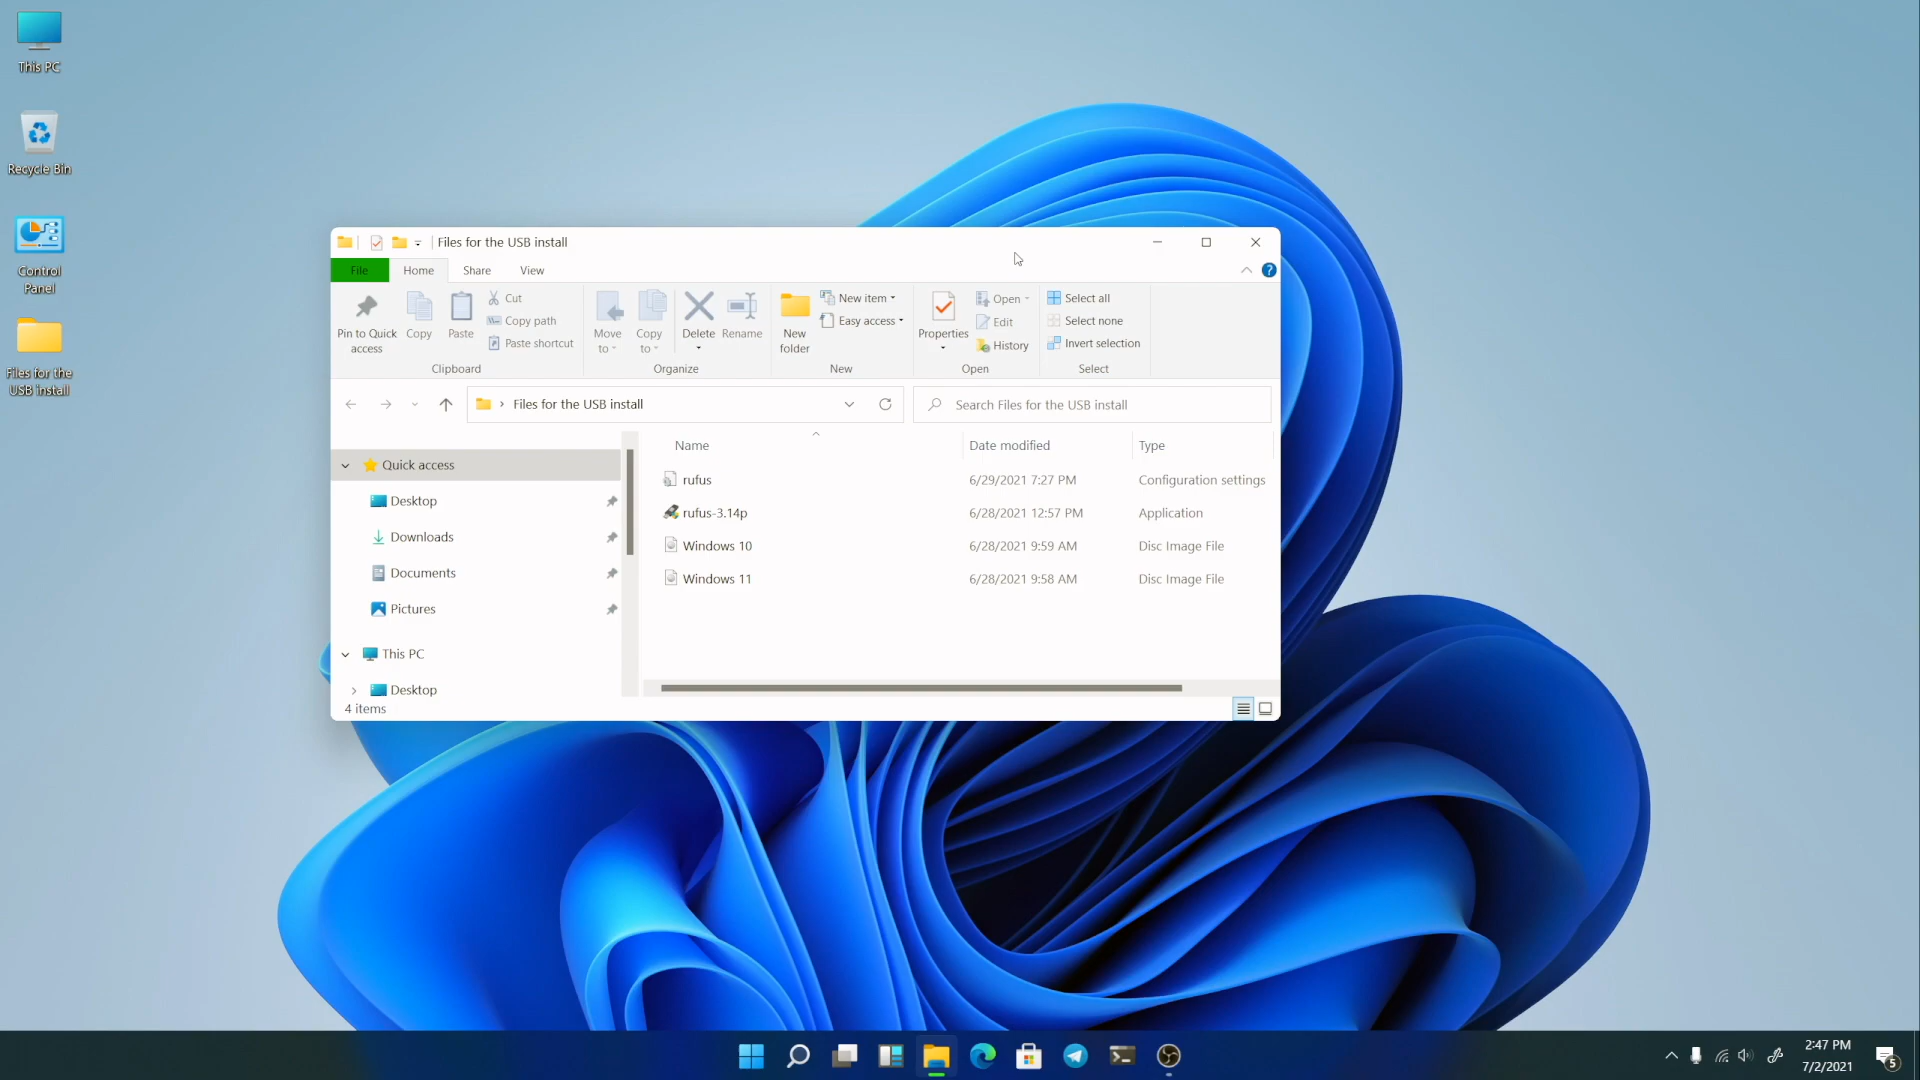 This PC
Recycle Bin
Control
Panel
Files for the
USB install
Files for the USB install
File
Home
Share
View
Pin to Quick
access
Copy
Paste
Cut
Copy path
Paste shortcut
Clipboard
Move
to
Copy
to
Delete
Rename
Organize
New
folder
New item
Easy access
New
Properties
Open
Edit
History
Open
Select all
Select none
Invert selection
Select
Files for the USB install
Search Files for the USB install
Quick access
Desktop
Downloads
Documents
Pictures
This PC
Desktop
Name Date modified Type
rufus 6/29/2021 7:27 PM Configuration settings
rufus-3.14p 6/28/2021 12:57 PM Application
Windows 10 6/28/2021 9:59 AM Disc Image File
Windows 11 6/28/2021 9:58 AM Disc Image File
4 items
2:47 PM
7/2/2021
5